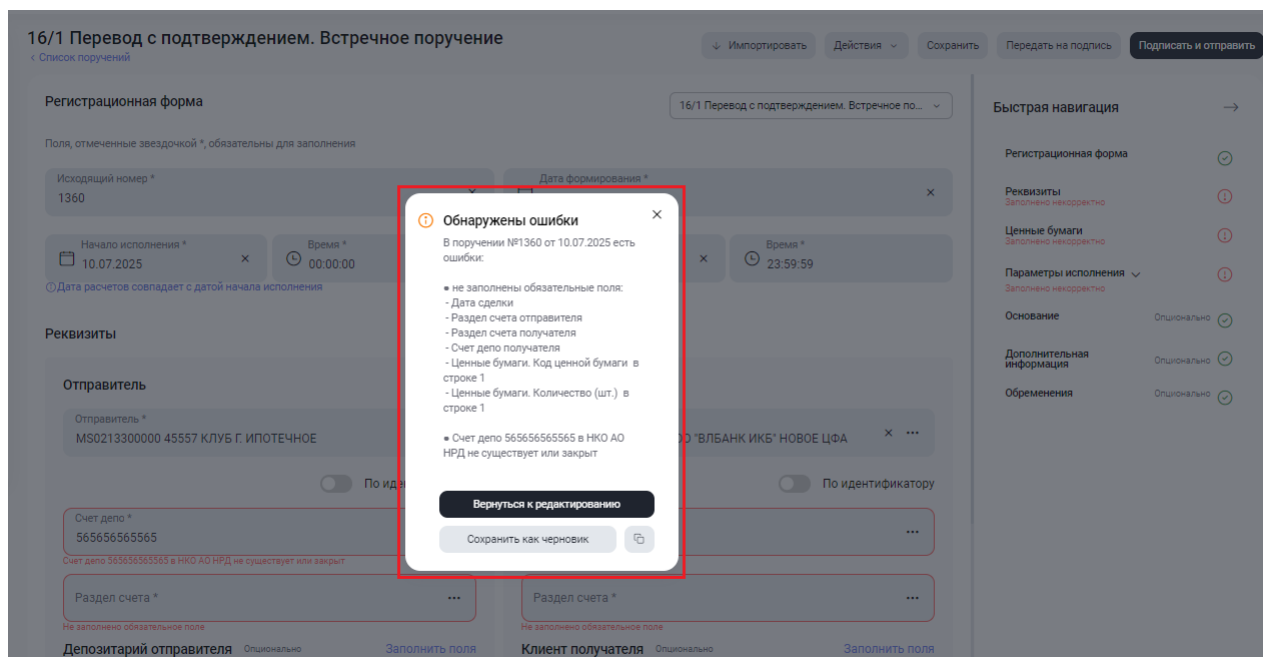 16/1 Перевод с подтверждением. Встречное поручение
‹ Список поручений
Импортировать
Действия
Сохранить
Передать на подпись
Подписать и отправить
Регистрационная форма
16/1 Перевод с подтверждением. Встречное по...
Поля, отмеченные звездочкой *, обязательны для заполнения
Исходящий номер *
1360
Дата формирования *
Начало исполнения *
10.07.2025
Время *
00:00:00
Время *
23:59:59
Дата расчетов совпадает с датой начала исполнения
Реквизиты
Отправитель
Отправитель *
MS0213300000 45557 КЛУБ Г. ИПОТЕЧНОЕ
"ВЛБАНК ИКБ" НОВОЕ ЦФА
По идентификатору
Счет депо *
565656565565
Счет депо 565656565565 в НКО АО НРД не существует или закрыт
Раздел счета *
Не заполнено обязательное поле
Раздел счета *
Не заполнено обязательное поле
Депозитарий отправителя Опционально Заполнить поля
Клиент получателя Опционально Заполнить поля
Обнаружены ошибки
В поручении №1360 от 10.07.2025 есть
ошибки:
● не заполнены обязательные поля:
- Дата сделки
- Раздел счета отправителя
- Раздел счета получателя
- Счет депо получателя
- Ценные бумаги. Код ценной бумаги в
строке 1
- Ценные бумаги. Количество (шт.) в
строке 1
● Счет депо 565656565565 в НКО АО
НРД не существует или закрыт
Вернуться к редактированию
Сохранить как черновик
Быстрая навигация
Регистрационная форма
Реквизиты
Заполнено некорректно
Ценные бумаги
Заполнено некорректно
Параметры исполнения
Заполнено некорректно
Основание Опционально
Дополнительная
информация Опционально
Обременения Опционально